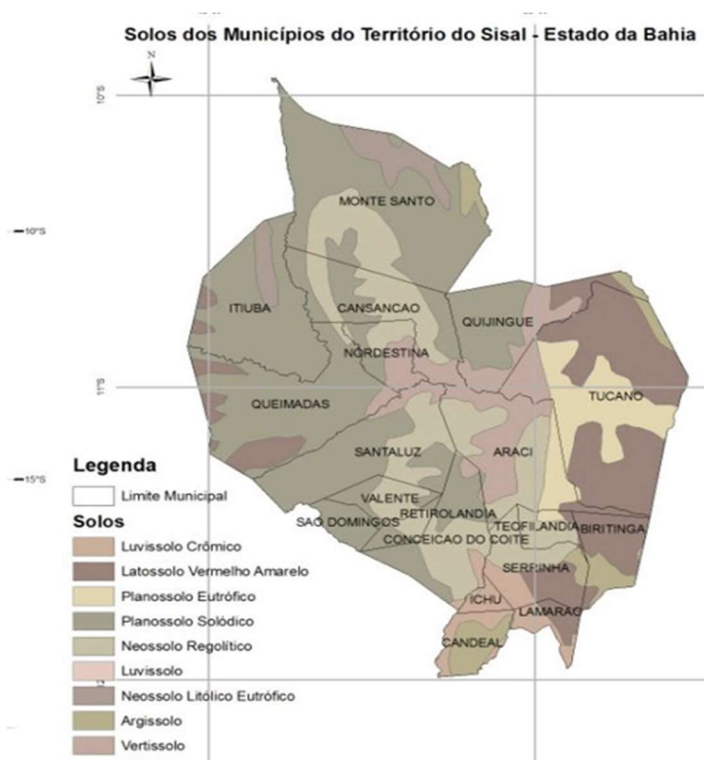 Solos dos Municípios do Território do Sisal - Estado da Bahia
N
10°S
10°S
MONTE SANTO
ITIUBA
CANSANCAO
QUIJINGUE
NORDESTINA
11°S
TUCANO
QUEIMADAS
SANTALUZ
ARACI
15°S
VALENTE
RETIROLANDIA
SAO DOMINGOS
TEOFILANDIA
BIRITINGA
CONCEICAO DO COITE
SERRINHA
ICHU
LAMARAO
CANDEAL
Legenda
Limite Municipal
Solos
Luvissolo Crômico
Latossolo Vermelho Amarelo
Planossolo Eutrófico
Planossolo Solódico
Neossolo Regolítico
Luvissolo
Neossolo Litólico Eutrófico
Argissolo
Vertissolo